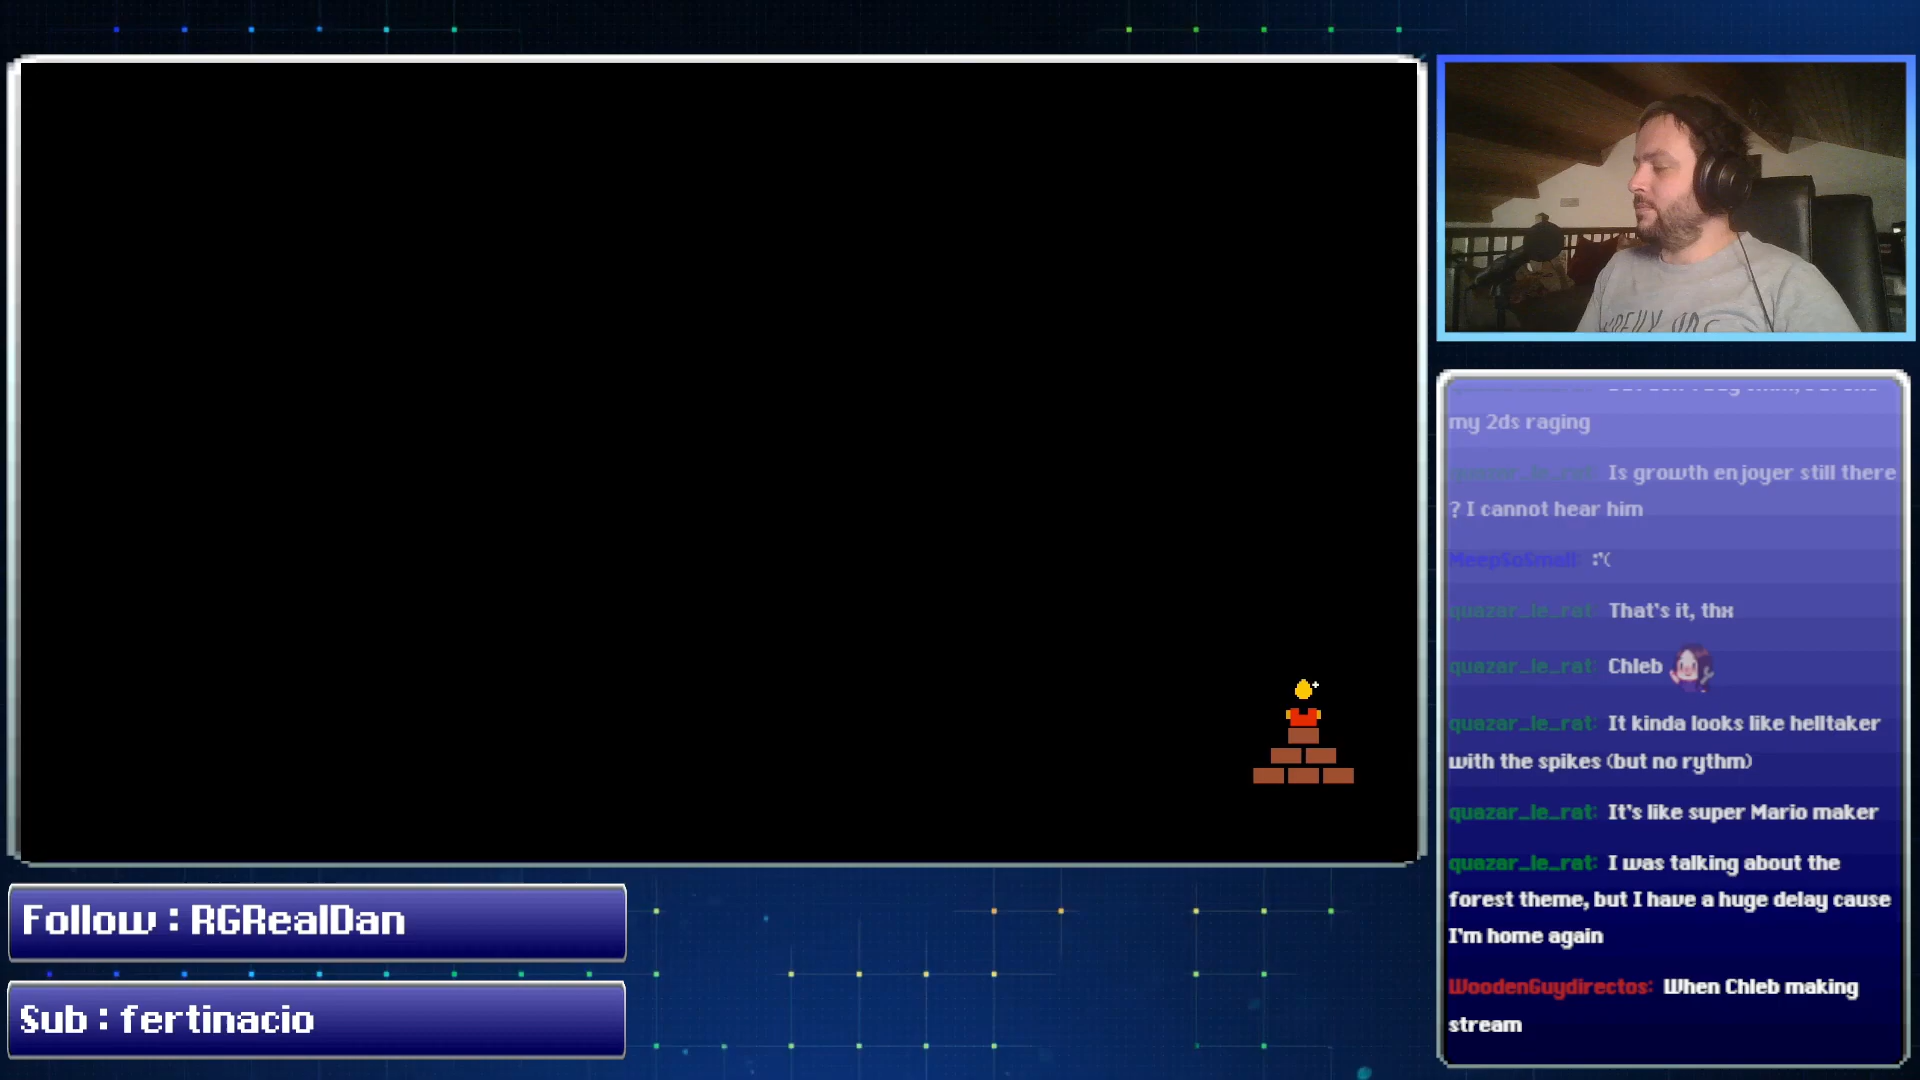 my 2ds raging
quazar_le_rat: Is growth enjoyer still there
? I cannot hear him
MeepSoSmall: :'(
quazar_le_rat: That's it, thx
quazar_le_rat: Chleb
quazar_le_rat: It kinda looks like helltaker
with the spikes (but no rythm)
quazar_le_rat: It's like super Mario maker
quazar_le_rat: I was talking about the
forest theme, but I have a huge delay cause
I'm home again
WoodenGuydirectos: When Chleb making
stream
Follow : RGRealDan
Sub : fertinacio